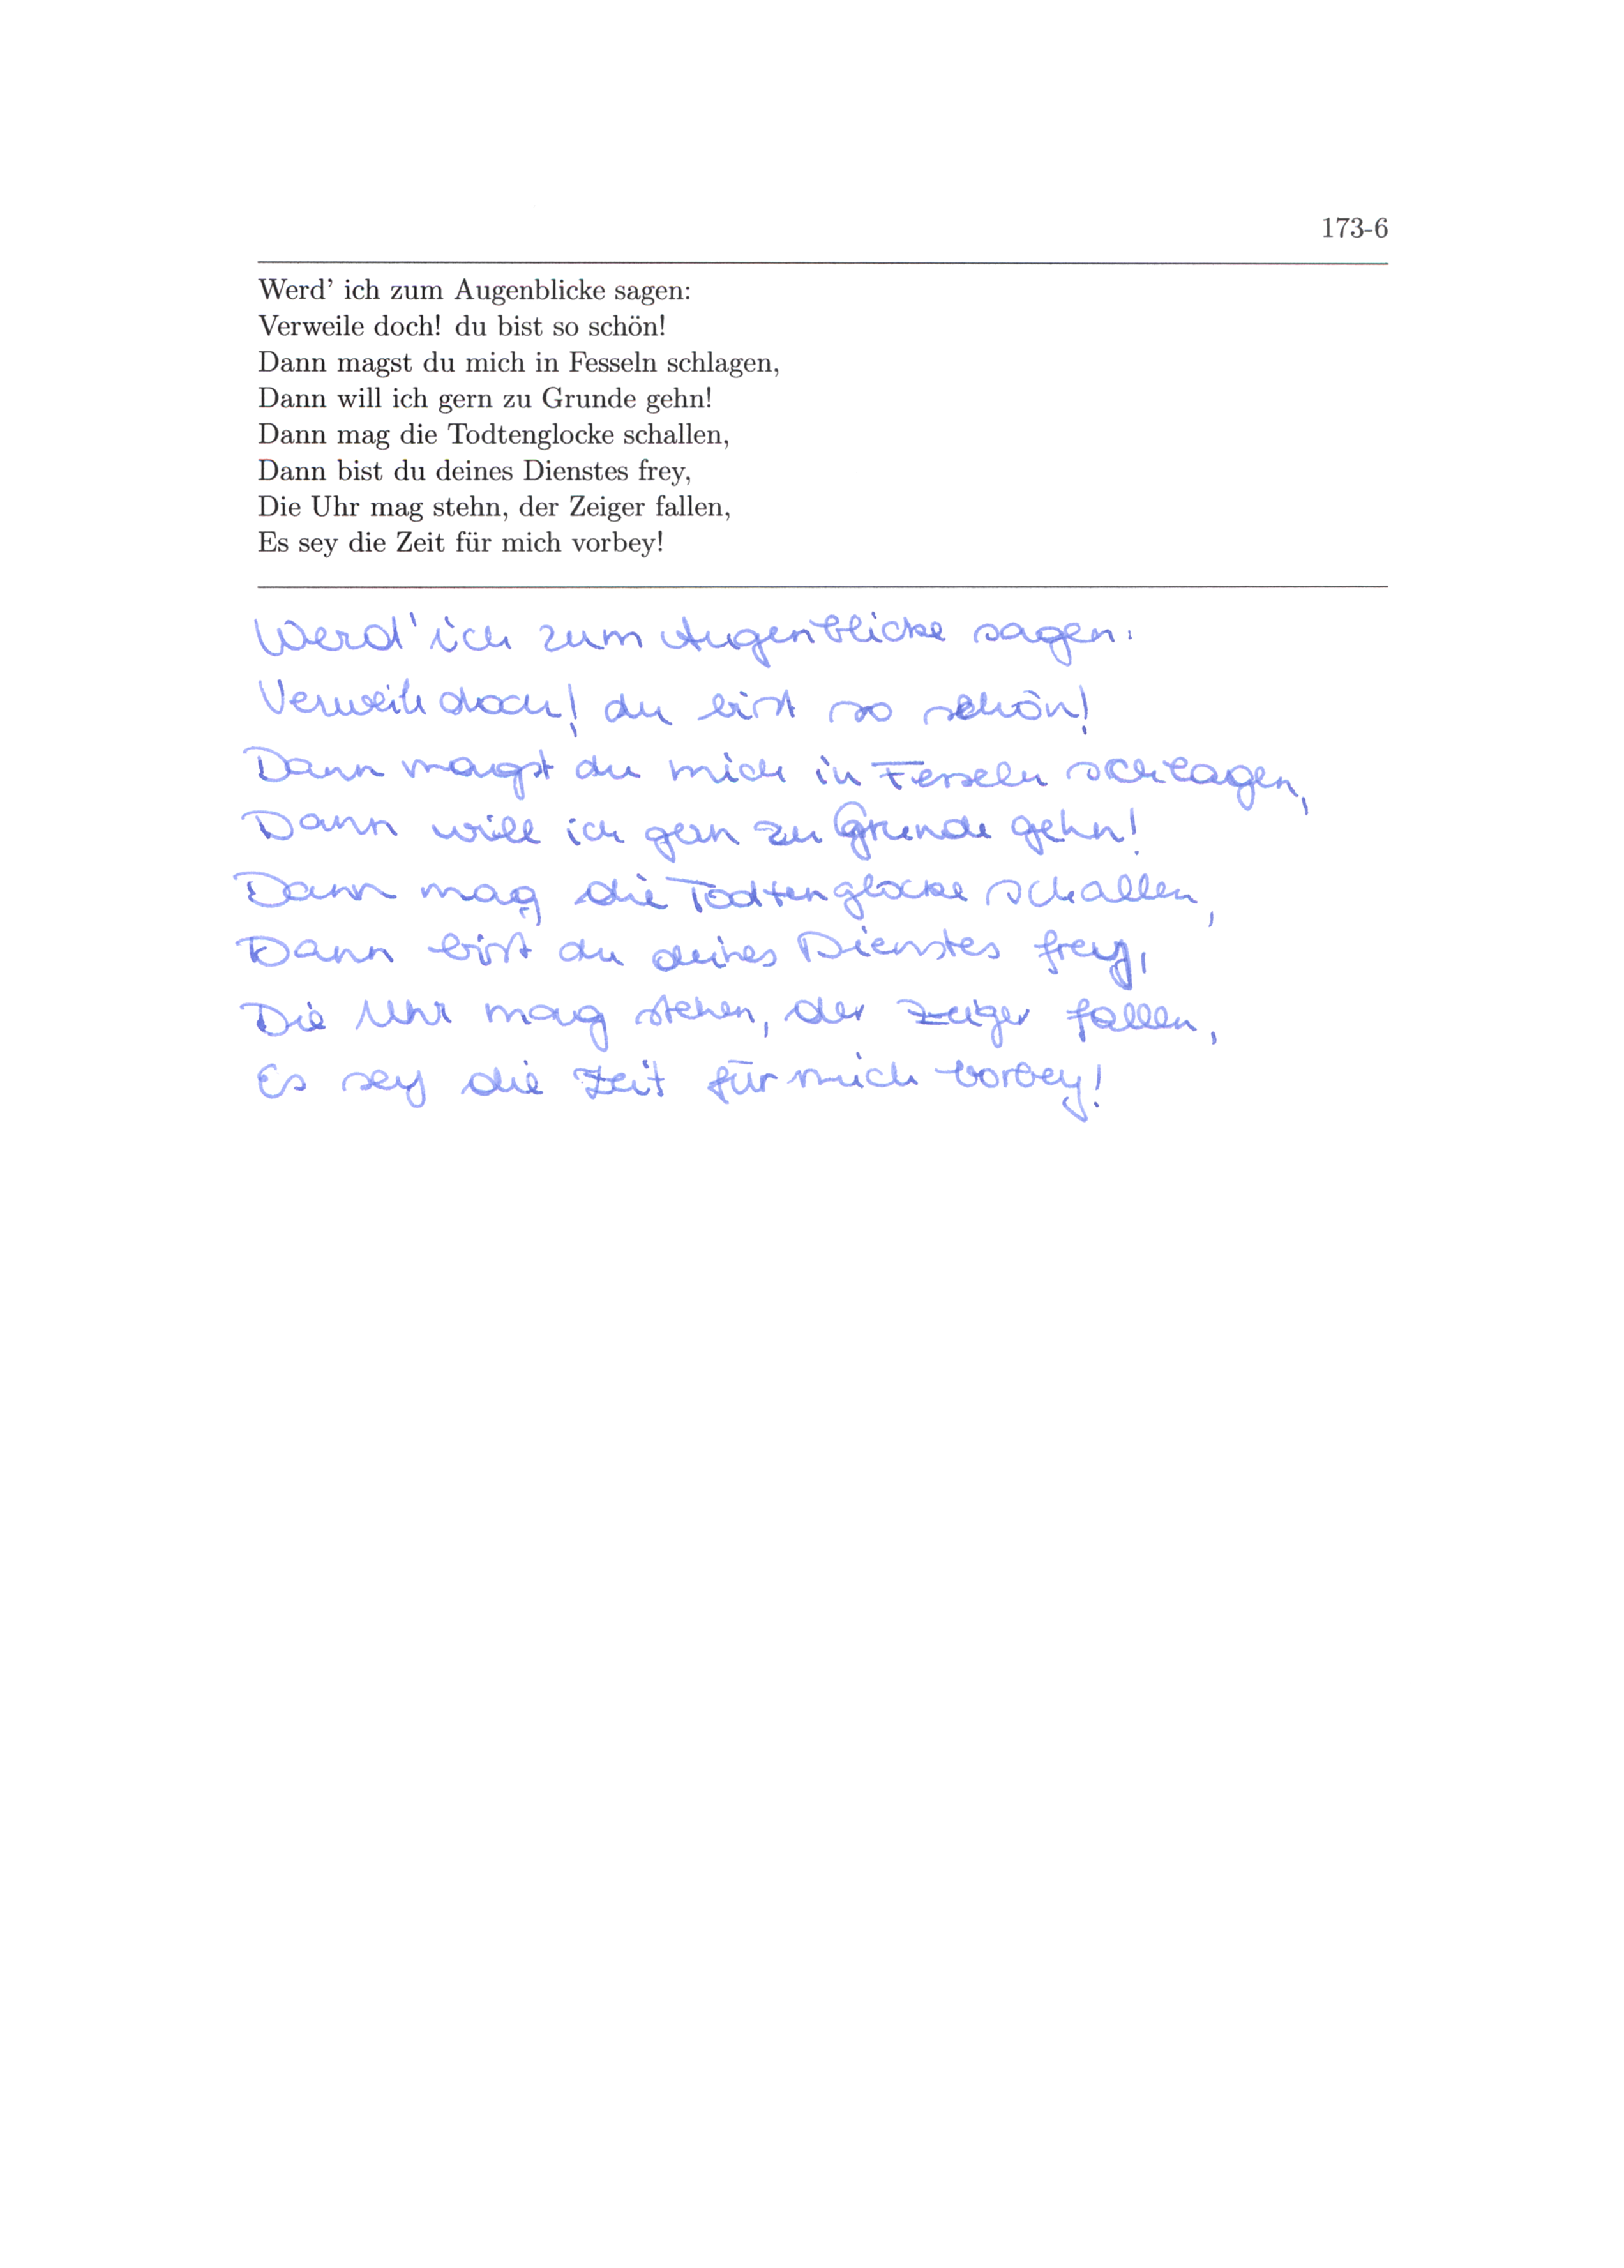 173-6
Werd' ich zum Augenblicke sagen:
Verweile doch! du bist so schön!
Dann magst du mich in Fesseln schlagen,
Dann will ich gern zu Grunde gehn!
Dann mag die Todtenglocke schallen,
Dann bist du deines Dienstes frey,
Die Uhr mag stehn, der Zeiger fallen,
Es sey die Zeit für mich vorbey!
Werd' ich zum Augenblicke sagen:
Verweile doch! du bist so schön!
Dann magst du mich in Fesseln schlagen,
Dann will ich gern zu Grunde gehn!
Dann mag die Todtenglocke schallen,
Dann bist du deines Dienstes frey,
Die Uhr mag stehen, der Zeiger fallen,
Es sey die Zeit für mich vorbey!